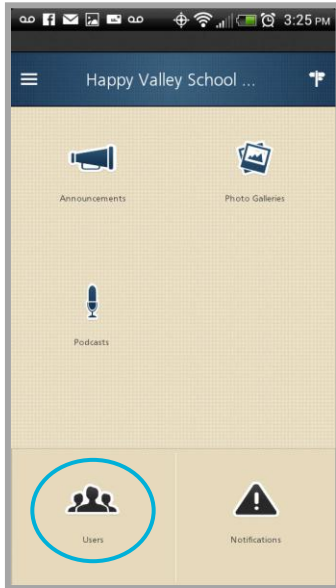 3:25 PM
Happy Valley School ...
Announcements
Photo Galleries
Podcasts
Users
Notifications